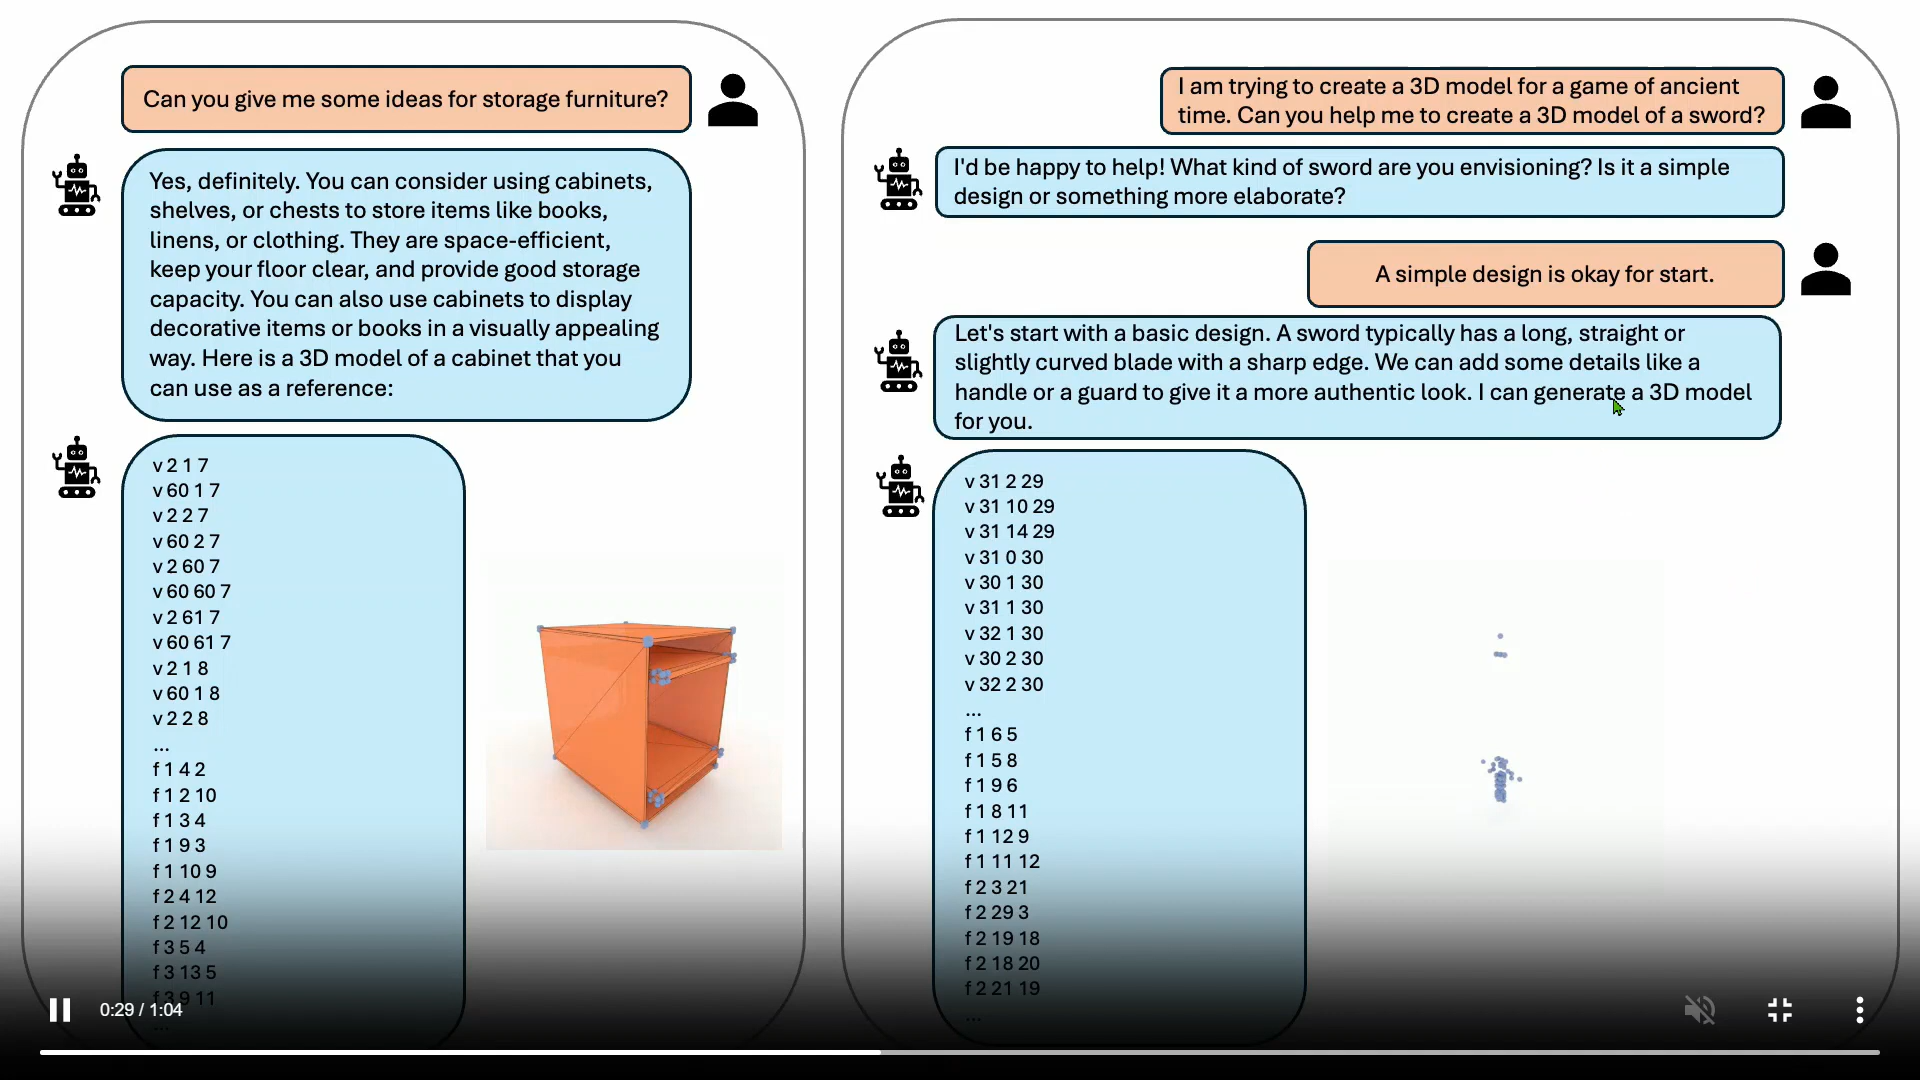 Can you give me some ideas for storage furniture?
Yes, definitely. You can consider using cabinets,
shelves, or chests to store items like books,
linens, or clothing. They are space-efficient,
keep your floor clear, and provide good storage
capacity. You can also use cabinets to display
decorative items or books in a visually appealing
way. Here is a 3D model of a cabinet that you
can use as a reference:
v 2 1 7
v 60 1 7
v 2 2 7
v 60 2 7
v 2 60 7
v 60 60 7
v 2 61 7
v 60 61 7
v 2 1 8
v 60 1 8
v 2 2 8
...
f 1 4 2
f 1 2 10
f 1 3 4
f 1 9 3
f 1 10 9
f 2 4 12
f 2 12 10
f 3 5 4
f 3 13 5
f 3 9 11
...
I am trying to create a 3D model for a game of ancient
time. Can you help me to create a 3D model of a sword?
I'd be happy to help! What kind of sword are you envisioning? Is it a simple
design or something more elaborate?
A simple design is okay for start.
Let's start with a basic design. A sword typically has a long, straight or
slightly curved blade with a sharp edge. We can add some details like a
handle or a guard to give it a more authentic look. I can generate a 3D model
for you.
v 31 2 29
v 31 10 29
v 31 14 29
v 31 0 30
v 30 1 30
v 31 1 30
v 32 1 30
v 30 2 30
v 32 2 30
...
f 1 6 5
f 1 5 8
f 1 9 6
f 1 8 11
f 1 12 9
f 1 11 12
f 2 3 21
f 2 29 3
f 2 19 18
f 2 18 20
f 2 21 19
...
0:29 / 1:04